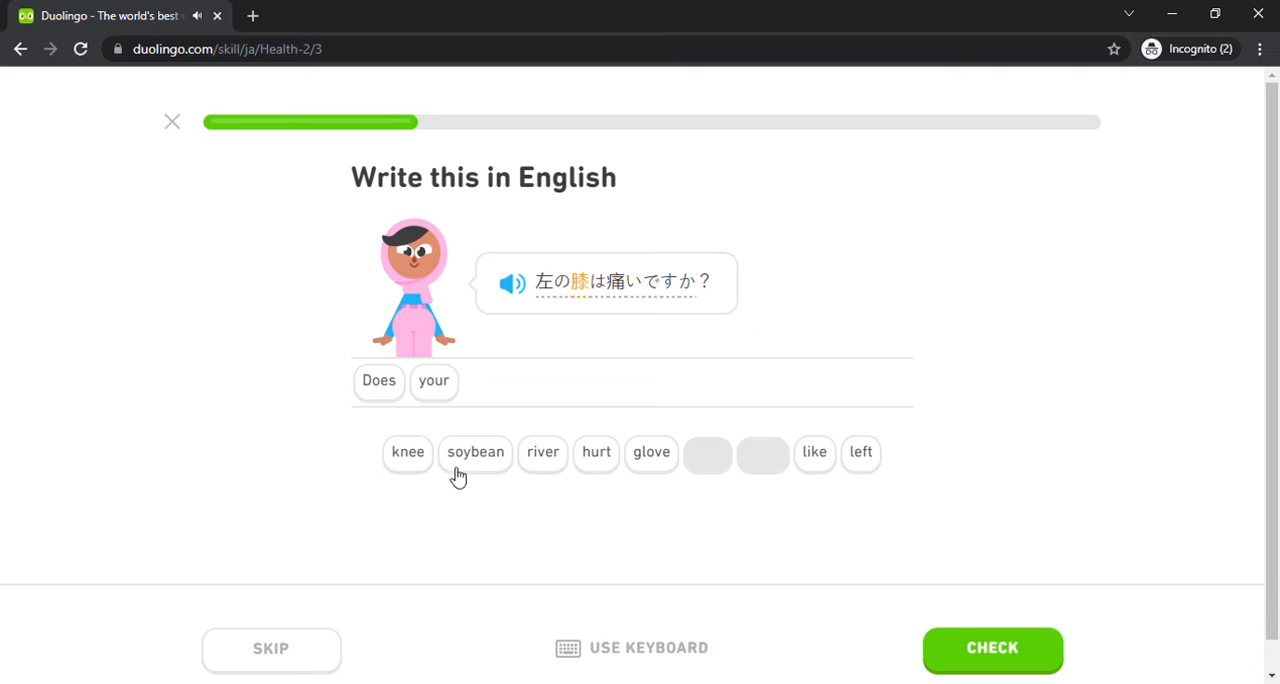 Duolingo - The world's best
duolingo.com/skill/ja/Health-2/3
Incognito (2)
Write this in English
左の膝は痛いですか？
Does your
knee soybean river hurt glove like left
SKIP
USE KEYBOARD
CHECK